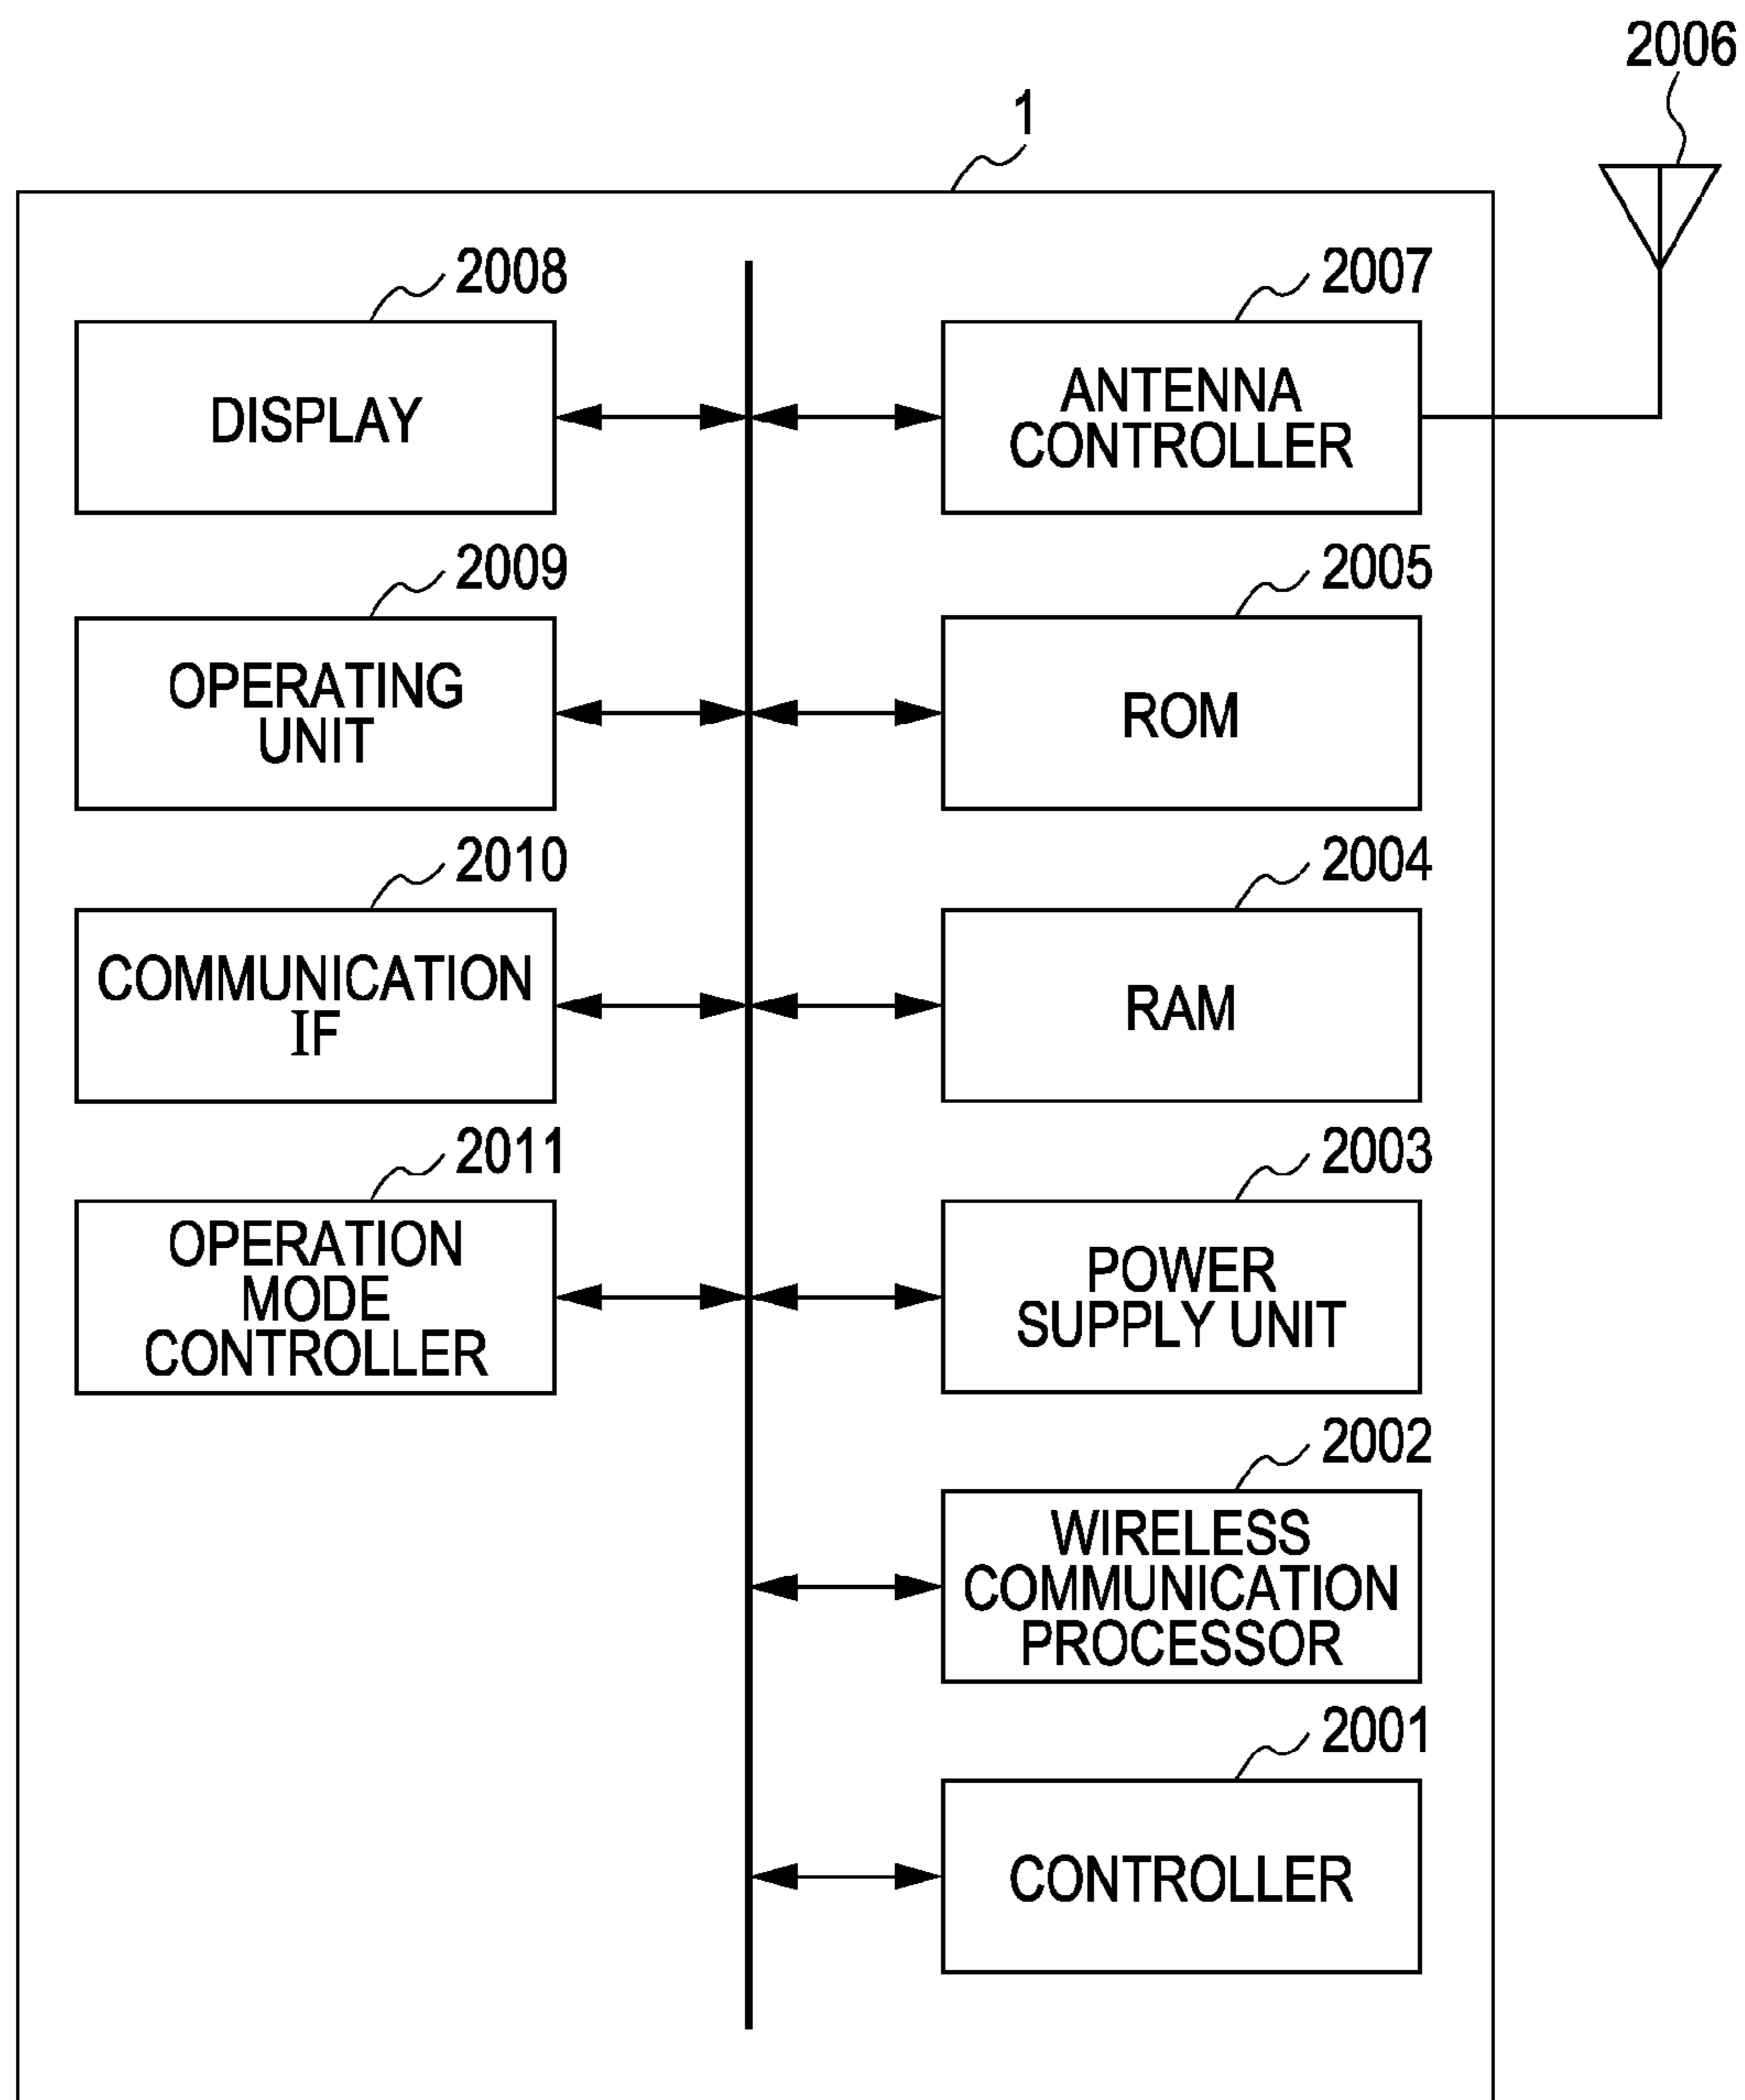 2006
1
2008
DISPLAY
2007
ANTENNA
CONTROLLER
2009
OPERATING
UNIT
2005
ROM
2010
COMMUNICATION
IF
2004
RAM
2011
OPERATION
MODE
CONTROLLER
2003
POWER
SUPPLY UNIT
2002
WIRELESS
COMMUNICATION
PROCESSOR
2001
CONTROLLER